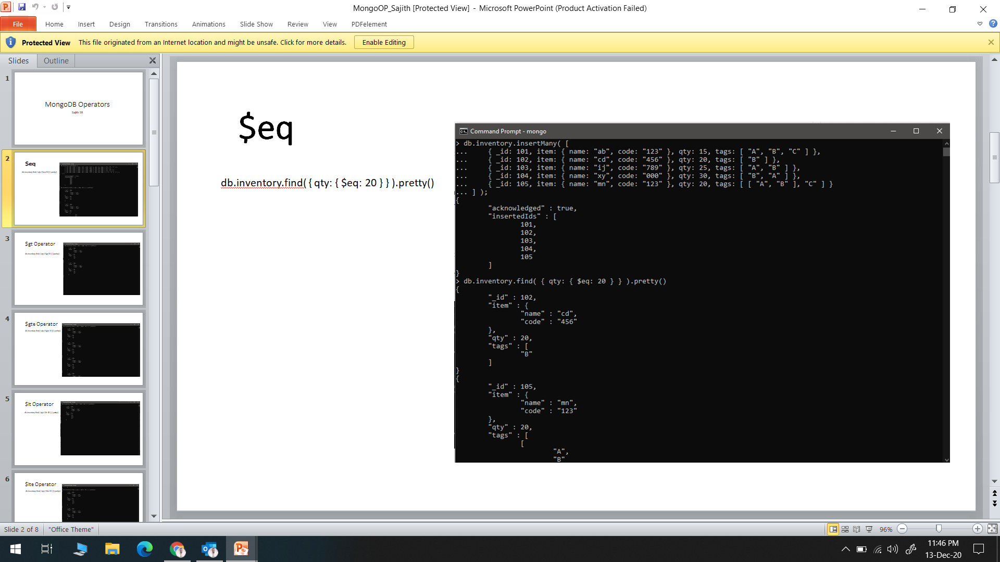 MongoOP_Sajith [Protected View] - Microsoft PowerPoint (Product Activation Failed)
File Home Insert Design Transitions Animations Slide Show Review View PDFelement
Protected View This file originated from an Internet location and might be unsafe. Click for more details. Enable Editing
Slides Outline
1
MongoDB Operators
Sajith SR
2
$eq
db.inventory.find( { qty: { $eq: 20 } } ).pretty()
3
$gt Operator
4
$gte Operator
5
$lt Operator
6
$lte Operator
$eq
db.inventory.find( { qty: { $eq: 20 } } ).pretty()
Command Prompt - mongo
> db.inventory.insertMany( [
... { _id: 101, item: { name: "ab", code: "123" }, qty: 15, tags: [ "A", "B", "C" ] },
... { _id: 102, item: { name: "cd", code: "456" }, qty: 20, tags: [ "B" ] },
... { _id: 103, item: { name: "ij", code: "789" }, qty: 25, tags: [ "A", "B" ] },
... { _id: 104, item: { name: "xy", code: "000" }, qty: 30, tags: [ "B", "A" ] },
... { _id: 105, item: { name: "mn", code: "123" }, qty: 20, tags: [ [ "A", "B" ], "C" ] }
... ] );
{
"acknowledged" : true,
"insertedIds" : [
101,
102,
103,
104,
105
]
}
> db.inventory.find( { qty: { $eq: 20 } } ).pretty()
{
"_id" : 102,
"item" : {
"name" : "cd",
"code" : "456"
},
"qty" : 20,
"tags" : [
"B"
]
}
{
"_id" : 105,
"item" : {
"name" : "mn",
"code" : "123"
},
"qty" : 20,
"tags" : [
[
"A",
"B"
Slide 2 of 8 "Office Theme" 96%
11:46 PM
13-Dec-20